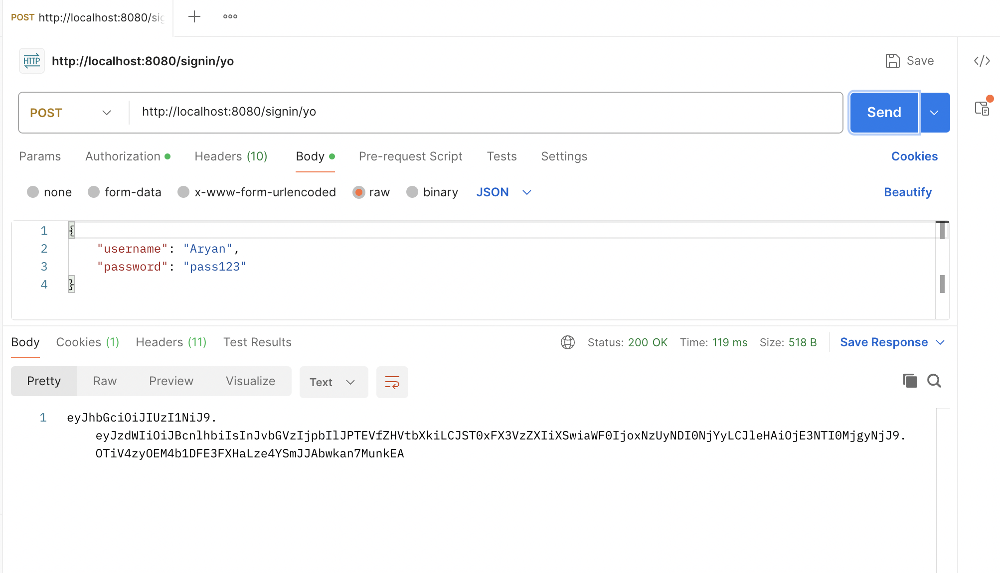 POST http://localhost:8080/sig
HTTP http://localhost:8080/signin/yo
Save
POST http://localhost:8080/signin/yo
Send
Params Authorization Headers (10) Body Pre-request Script Tests Settings Cookies
none form-data x-www-form-urlencoded raw binary JSON Beautify
1 {
2 "username": "Aryan",
3 "password": "pass123"
4 }
Body Cookies (1) Headers (11) Test Results Status: 200 OK Time: 119 ms Size: 518 B Save Response
Pretty Raw Preview Visualize Text
1 eyJhbGciOiJIUzI1NiJ9.
eyJzdWIiOiJBcnlhbiIsInJvbGVzIjpbIlJPTEVfZHVtbXkiLCJST0xFX3VzZXIiXSwiaWF0IjoxNzUyNDI0NjYyLCJleHAiOjE3NTI0MjgyNjJ9.
OTiV4zyOEM4b1DFE3FXHaLze4YSmJJAbwkan7MunkEA